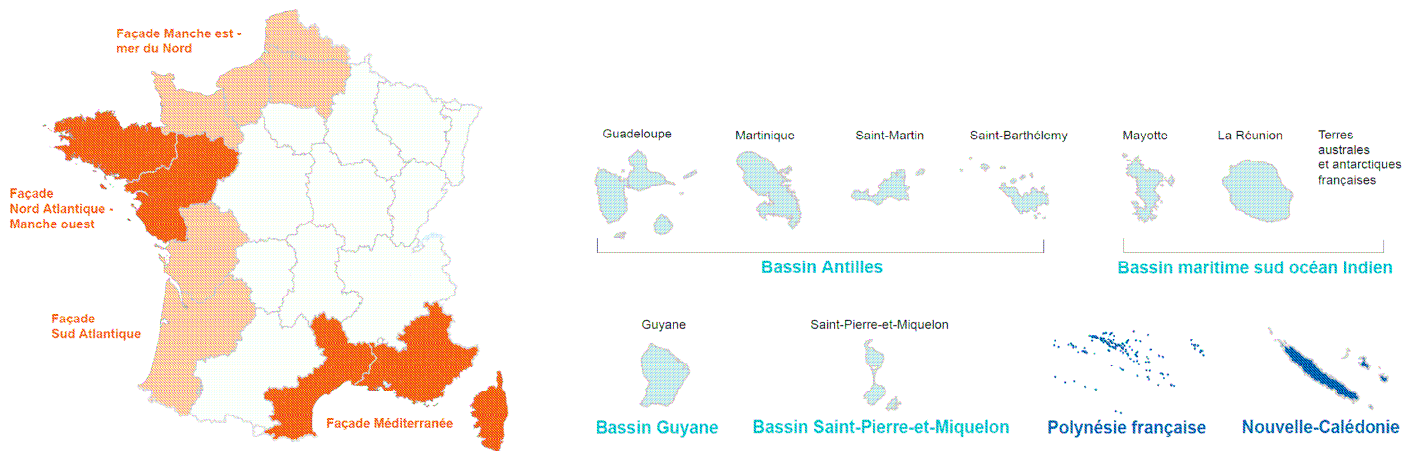 Façade Manche est -
mer du Nord
Façade
Nord Atlantique -
Manche ouest
Façade
Sud Atlantique
Façade Méditerranée
Guadeloupe
Martinique
Saint-Martin
Saint-Barthélemy
Mayotte
La Réunion
Terres
australes
et antarctiques
françaises
Bassin Antilles
Bassin maritime sud océan Indien
Guyane
Saint-Pierre-et-Miquelon
Bassin Guyane
Bassin Saint-Pierre-et-Miquelon
Polynésie française
Nouvelle-Calédonie